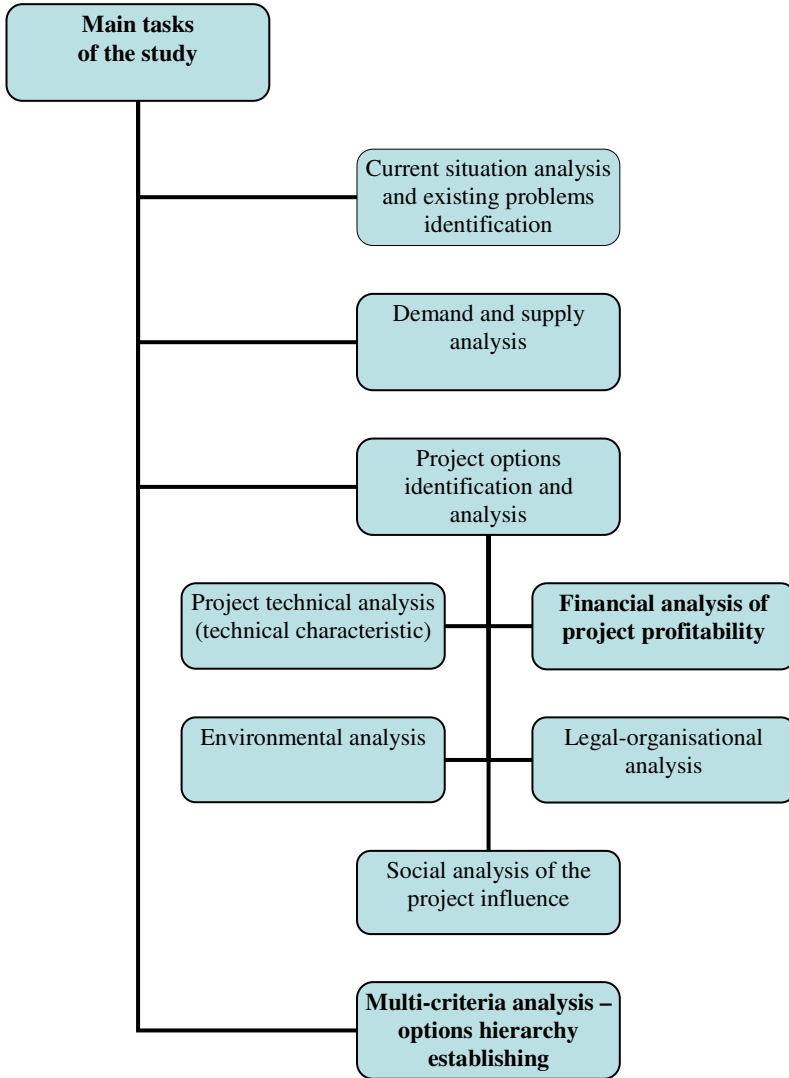 Main tasks
of the study
Current situation analysis
and existing problems
identification
Demand and supply
analysis
Project options
identification and
analysis
Project technical analysis
(technical characteristic)
Financial analysis of
project profitability
Environmental analysis
Legal-organisational
analysis
Social analysis of the
project influence
Multi-criteria analysis –
options hierarchy
establishing